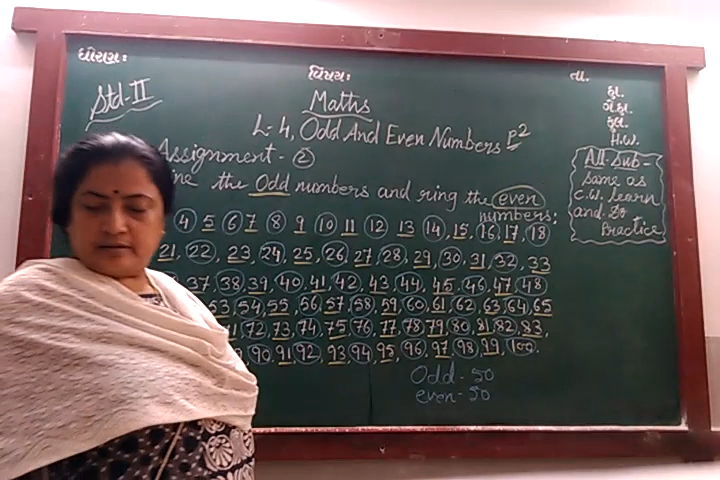 ધોરણઃ વિષયઃ તા.
Std-II
Maths
L-4, Odd And Even Numbers P2
Assignment - 2
the Odd numbers and ring the even
numbers:
4 5 6 7 8 9 10 11 12 13 14, 15, 16 17, 18
21, 22, 23, 24, 25, 26, 27, 28, 29, 30, 31, 32, 33
37, 38, 39, 40, 41, 42, 43, 44, 45, 46, 47, 48
53, 54, 55, 56, 57, 58, 59, 60, 61, 62, 63, 64, 65
72, 73, 74, 75, 76, 77, 78, 79, 80, 81, 82, 83,
90, 91, 92, 93, 94, 95, 96, 97, 98, 99, 100.
Odd - 50
even - 50
H.W.
All-Sub-
Same as
C.W. Learn
and Do
Practice